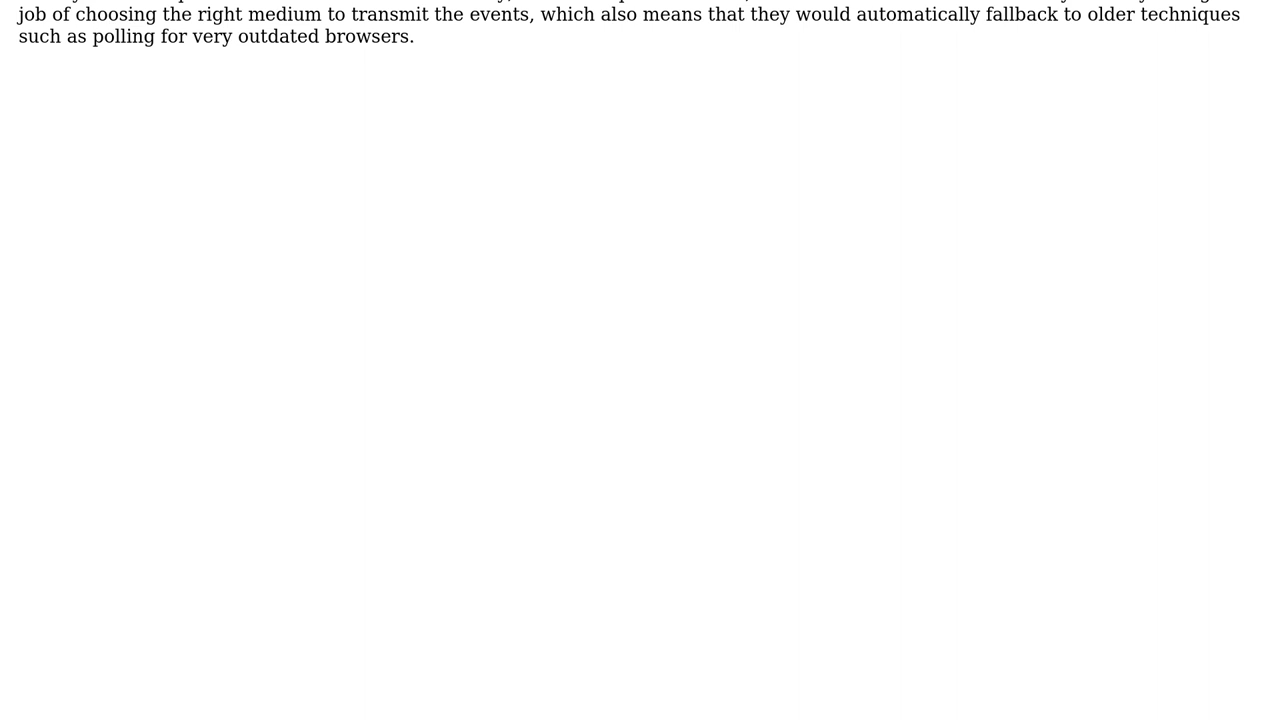 job of choosing the right medium to transmit the events, which also means that they would automatically fallback to older techniques
such as polling for very outdated browsers.